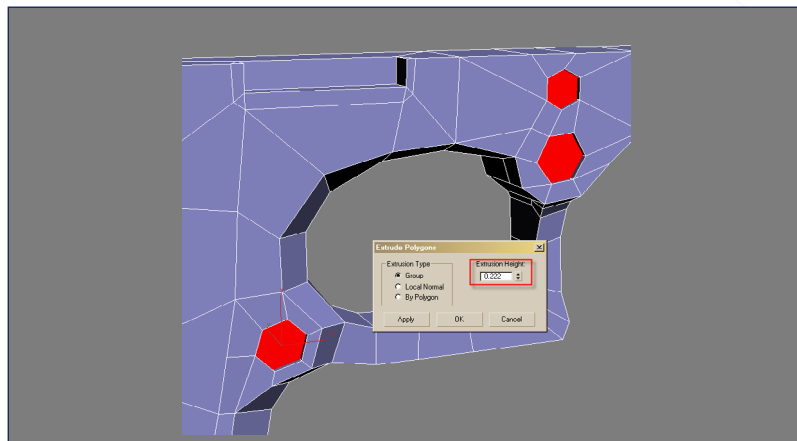 Extrude Polygons
Extrusion Type
Group
Local Normal
By Polygon
Extrusion Height:
0.222
Apply
OK
Cancel